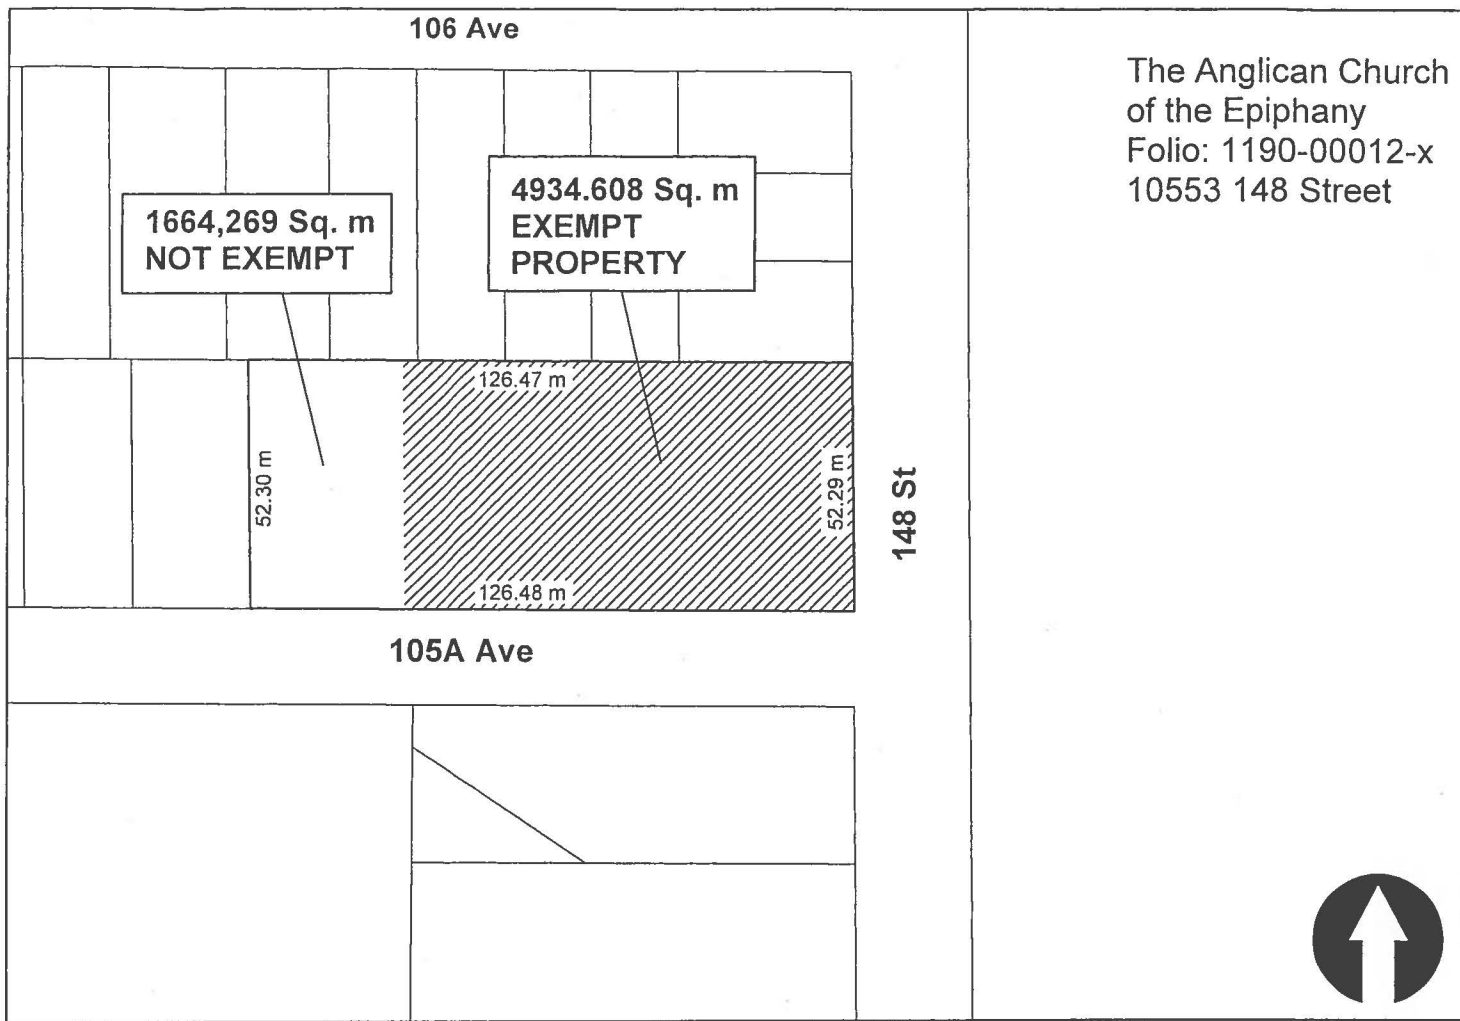 106 Ave
The Anglican Church
of the Epiphany
Folio: 1190-00012-x
10553 148 Street
1664,269 Sq. m
NOT EXEMPT
4934.608 Sq. m
EXEMPT
PROPERTY
126.47 m
52.30 m
52.29 m
148 St
126.48 m
105A Ave